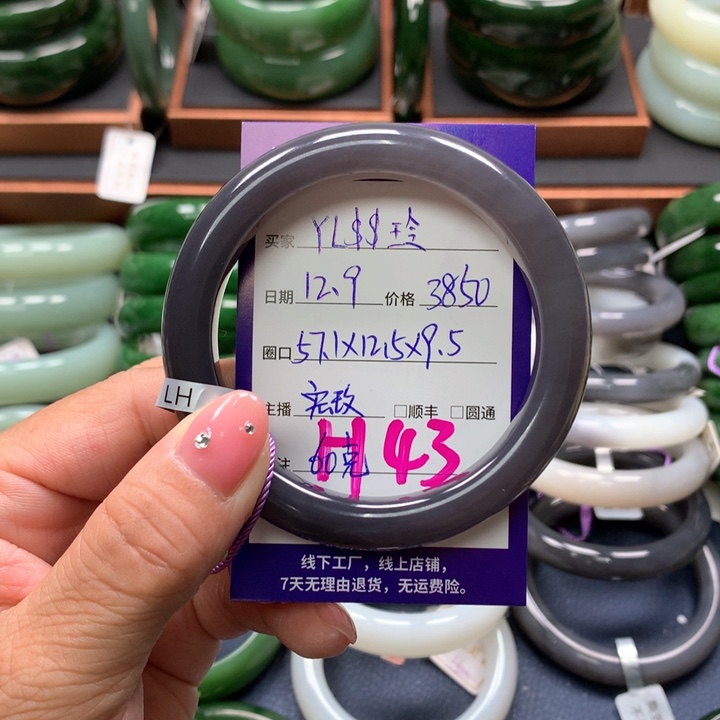 LH
买家 YL$$玲
日期 12.9 价格 3850
圈口 57.1X12.5X9.5
主播 □顺丰 □圆通
注 60克
H43
线下工厂，线上店铺，
7天无理由退货，无运费险。